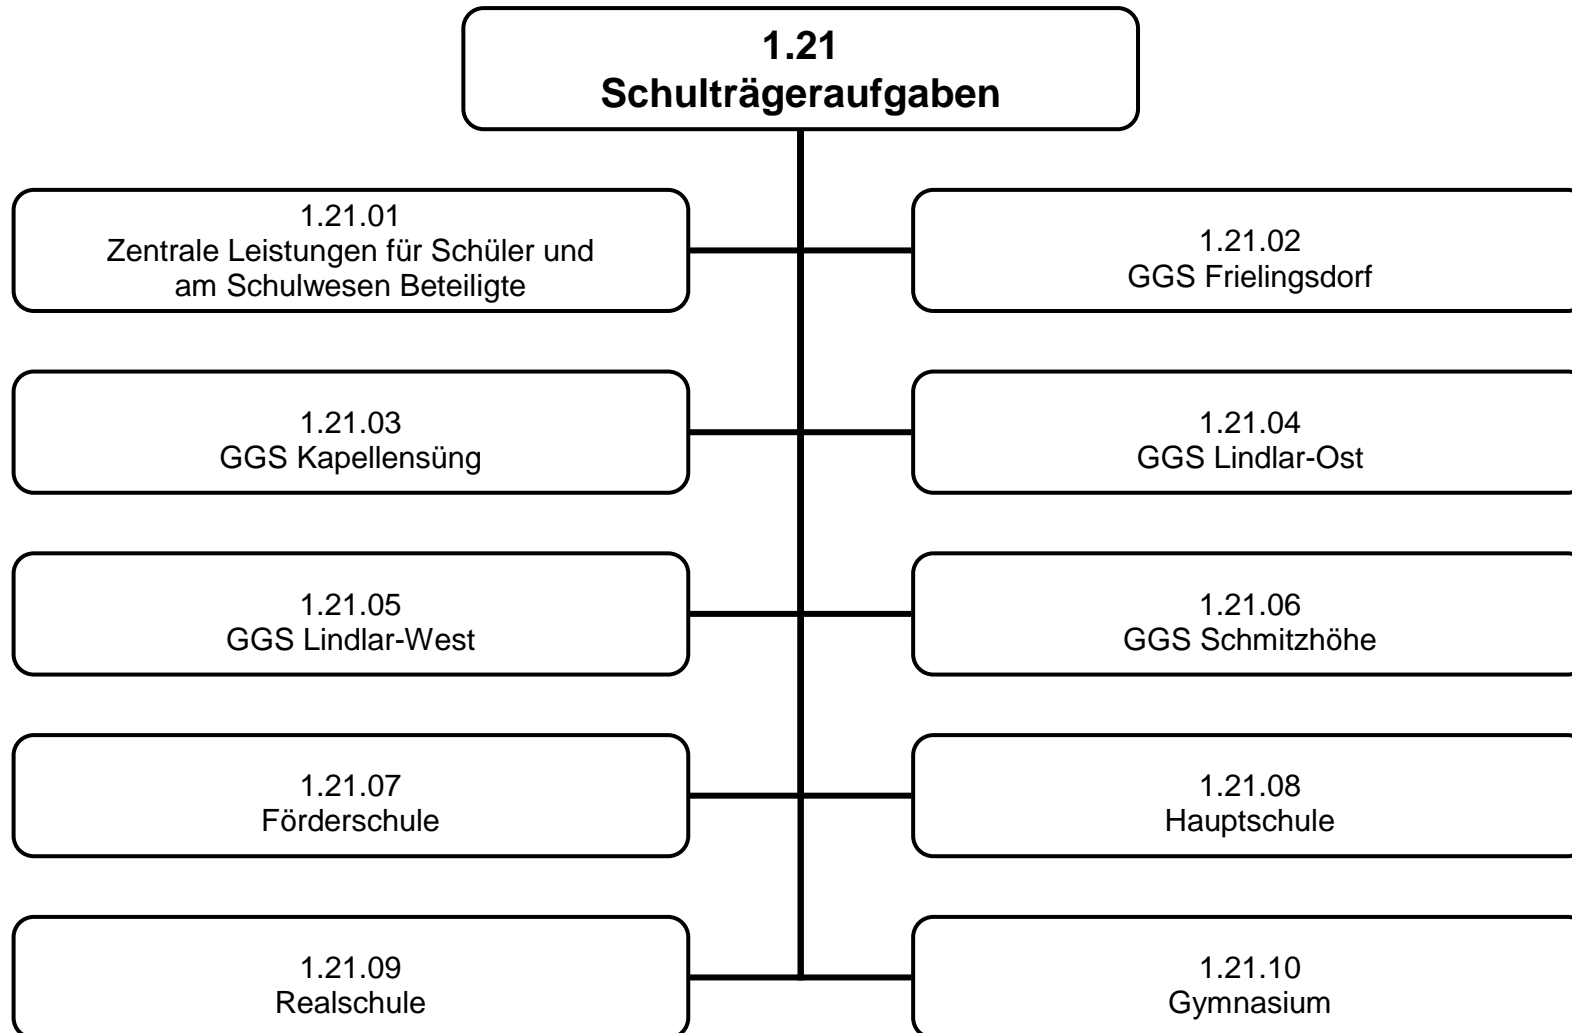 1.21
Schulträgeraufgaben
1.21.01
Zentrale Leistungen für Schüler und
am Schulwesen Beteiligte
1.21.02
GGS Frielingsdorf
1.21.03
GGS Kapellensüng
1.21.04
GGS Lindlar-Ost
1.21.05
GGS Lindlar-West
1.21.06
GGS Schmitzhöhe
1.21.07
Förderschule
1.21.08
Hauptschule
1.21.09
Realschule
1.21.10
Gymnasium